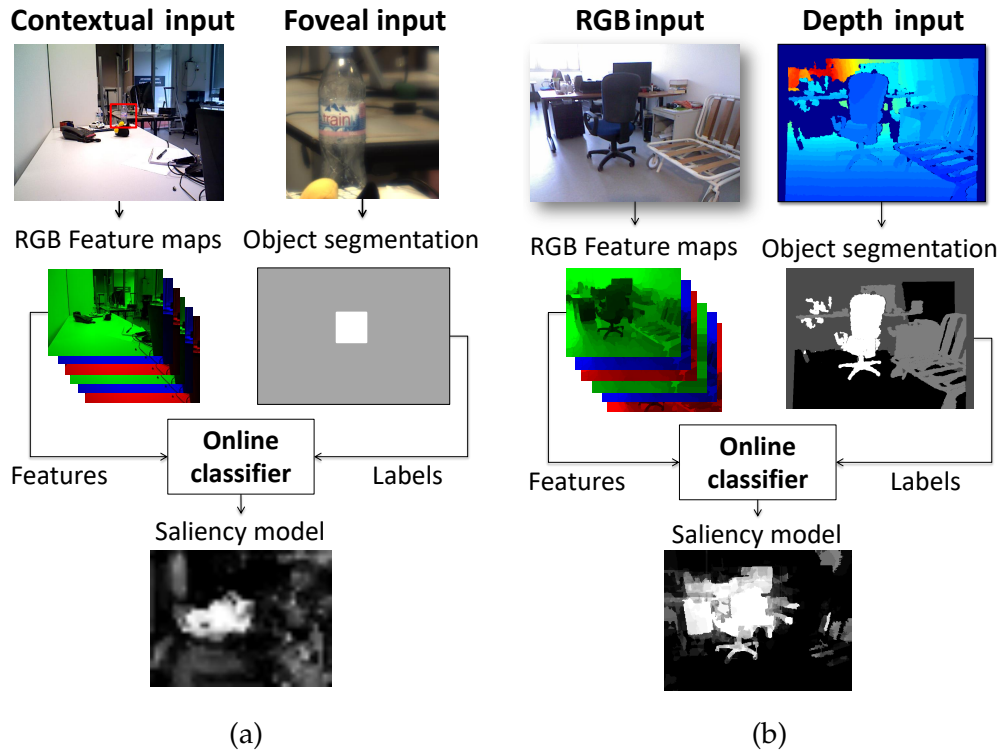 Contextual input
Foveal input
RGB Feature maps
Object segmentation
Features
Online
classifier
Labels
Saliency model
(a)
RGB input
Depth input
RGB Feature maps
Object segmentation
Features
Online
classifier
Labels
Saliency model
(b)